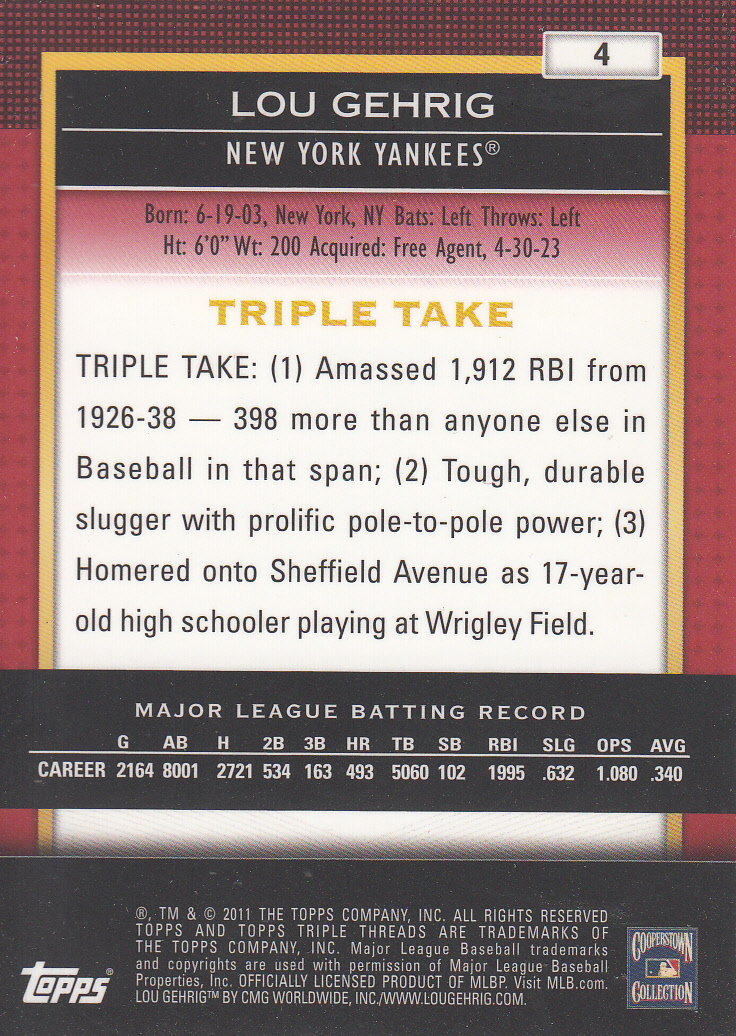 4
LOU GEHRIG
NEW YORK YANKEES®
Born: 6-19-03, New York, NY Bats: Left Throws: Left
Ht: 6'0" Wt: 200 Acquired: Free Agent, 4-30-23
TRIPLE TAKE
TRIPLE TAKE: (1) Amassed 1,912 RBI from
1926-38 — 398 more than anyone else in
Baseball in that span; (2) Tough, durable
slugger with prolific pole-to-pole power; (3)
Homered onto Sheffield Avenue as 17-year-
old high schooler playing at Wrigley Field.
MAJOR LEAGUE BATTING RECORD
G AB H 2B 3B HR TB SB RBI SLG OPS AVG
CAREER 2164 8001 2721 534 163 493 5060 102 1995 .632 1.080 .340
®, TM & © 2011 THE TOPPS COMPANY, INC. ALL RIGHTS RESERVED
TOPPS AND TOPPS TRIPLE THREADS ARE TRADEMARKS OF
THE TOPPS COMPANY, INC. Major League Baseball trademarks
and copyrights are used with permission of Major League Baseball
Properties, Inc. OFFICIALLY LICENSED PRODUCT OF MLBP. Visit MLB.com.
LOU GEHRIG™ BY CMG WORLDWIDE, INC./WWW.LOUGEHRIG.COM.
Topps®
COOPERSTOWN
COLLECTION